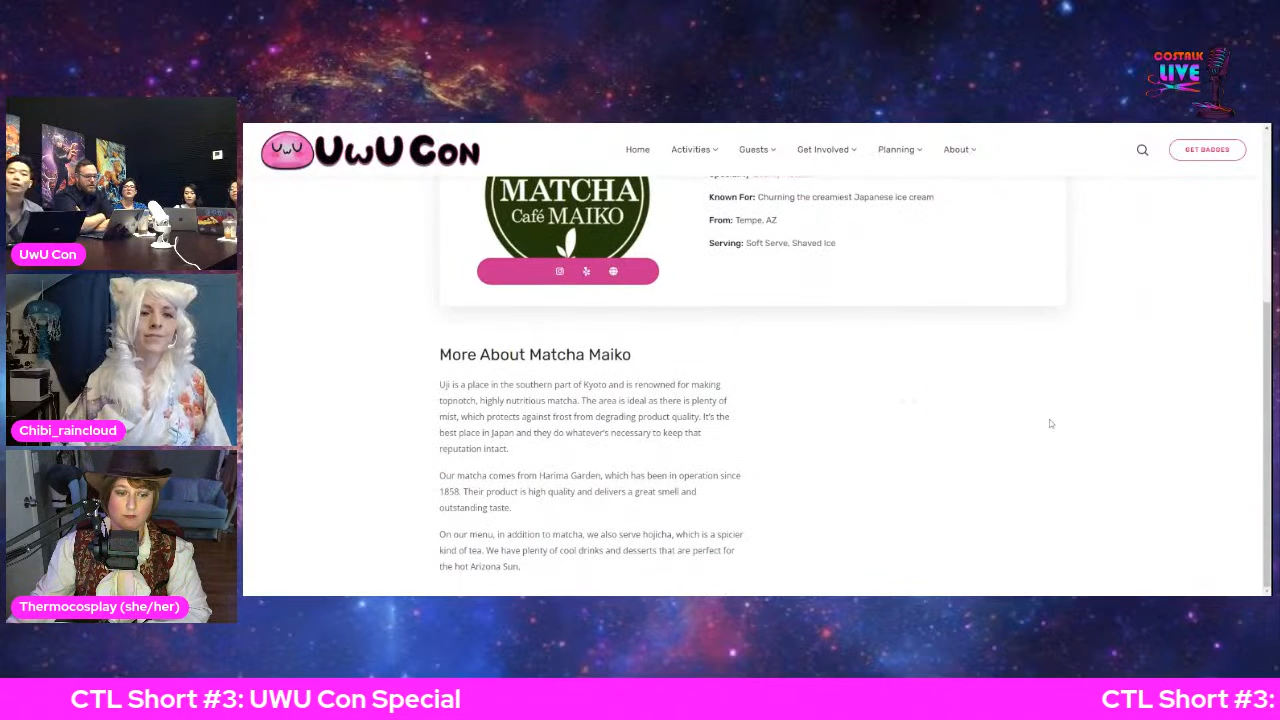 COSTALK
LIVE
UwU Con
Home Activities Guests Get Involved Planning About GET BADGES
MATCHA
Café MAIKO
Known For: Churning the creamiest Japanese ice cream
From: Tempe, AZ
Serving: Soft Serve, Shaved Ice
UwU Con
More About Matcha Maiko
Uji is a place in the southern part of Kyoto and is renowned for making
topnotch, highly nutritious matcha. The area is ideal as there is plenty of
mist, which protects against frost from degrading product quality. It's the
best place in Japan and they do whatever's necessary to keep that
reputation intact.
Our matcha comes from Harima Garden, which has been in operation since
1858. Their product is high quality and delivers a great smell and
outstanding taste.
On our menu, in addition to matcha, we also serve hojicha, which is a spicier
kind of tea. We have plenty of cool drinks and desserts that are perfect for
the hot Arizona Sun.
Chibi_raincloud
Thermocosplay (she/her)
CTL Short #3: UWU Con Special
CTL Short #3: